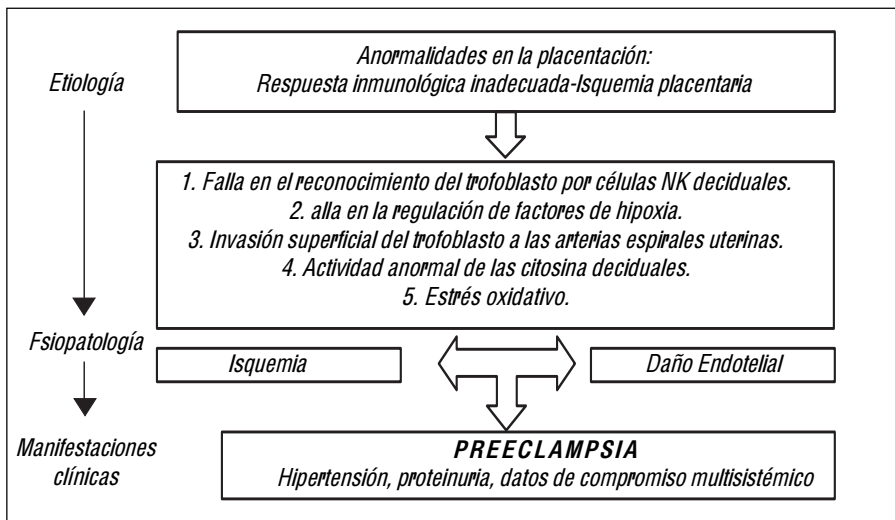 Etiología
Anormalidades en la placentación:
Respuesta inmunológica inadecuada-Isquemia placentaria
1. Falla en el reconocimiento del trofoblasto por células NK deciduales.
2. alla en la regulación de factores de hipoxia.
3. Invasión superficial del trofoblasto a las arterias espirales uterinas.
4. Actividad anormal de las citosina deciduales.
5. Estrés oxidativo.
Fsiopatología
Isquemia
Daño Endotelial
Manifestaciones
clínicas
PREECLAMPSIA
Hipertensión, proteinuria, datos de compromiso multisistémico